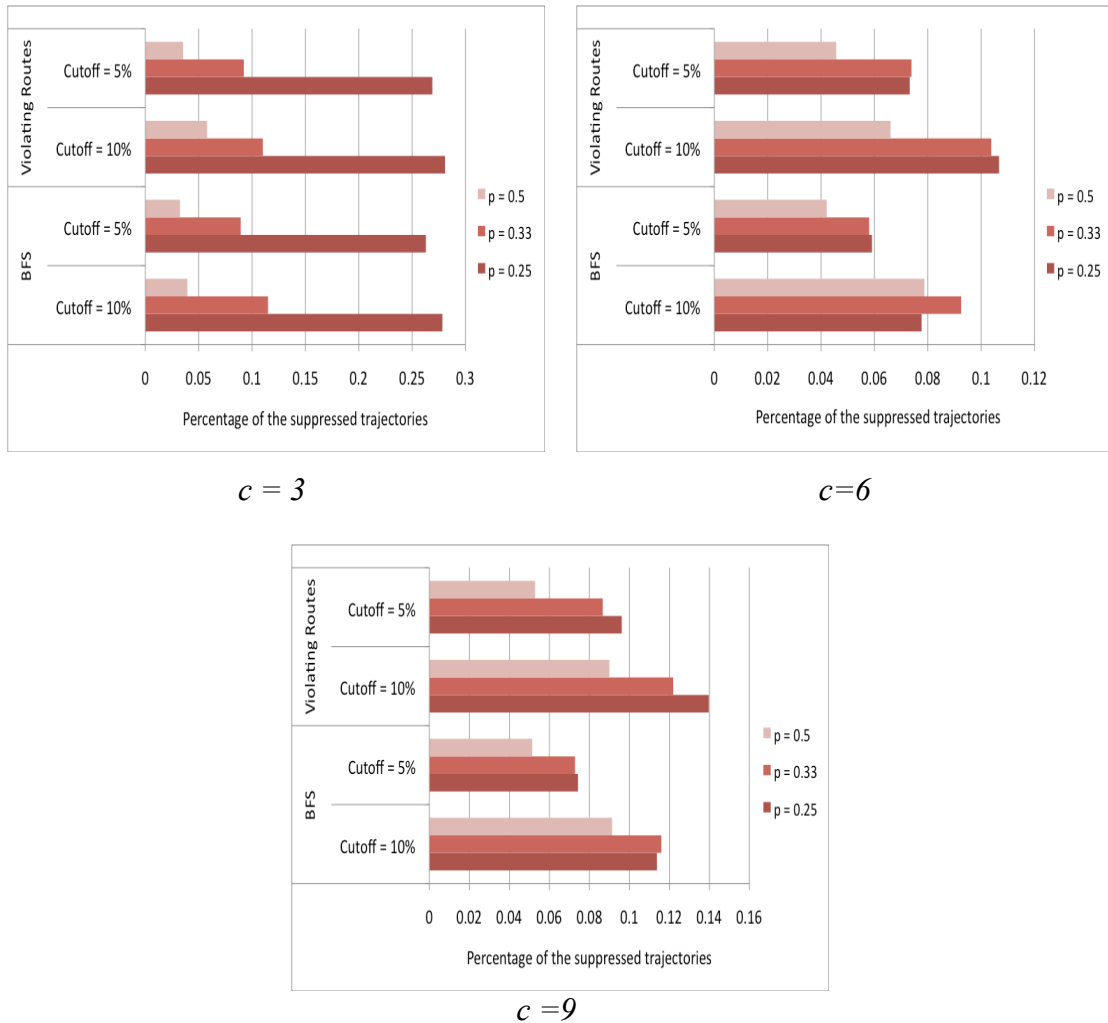 Violating Routes
Cutoff = 5%
Cutoff = 10%
BFS
Cutoff = 5%
Cutoff = 10%
0 0.05 0.1 0.15 0.2 0.25 0.3
Percentage of the suppressed trajectories
p = 0.5
p = 0.33
p = 0.25
c = 3
Violating Routes
Cutoff = 5%
Cutoff = 10%
BFS
Cutoff = 5%
Cutoff = 10%
0 0.02 0.04 0.06 0.08 0.1 0.12
Percentage of the suppressed trajectories
p = 0.5
p = 0.33
p = 0.25
c=6
Violating Routes
Cutoff = 5%
Cutoff = 10%
BFS
Cutoff = 5%
Cutoff = 10%
0 0.02 0.04 0.06 0.08 0.1 0.12 0.14 0.16
Percentage of the suppressed trajectories
p = 0.5
p = 0.33
p = 0.25
c =9